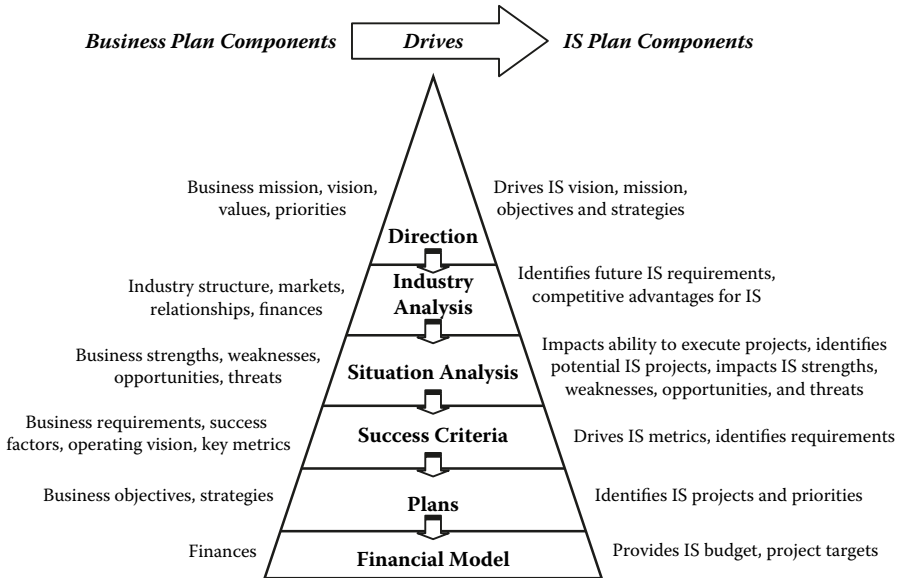 Business Plan Components
Drives
IS Plan Components
Business mission, vision,
values, priorities
Drives IS vision, mission,
objectives and strategies
Direction
Industry structure, markets,
relationships, finances
Industry
Analysis
Identifies future IS requirements,
competitive advantages for IS
Business strengths, weaknesses,
opportunities, threats
Situation Analysis
Impacts ability to execute projects, identifies
potential IS projects, impacts IS strengths,
weaknesses, opportunities, and threats
Business requirements, success
factors, operating vision, key metrics
Success Criteria
Drives IS metrics, identifies requirements
Business objectives, strategies
Plans
Identifies IS projects and priorities
Finances
Financial Model
Provides IS budget, project targets